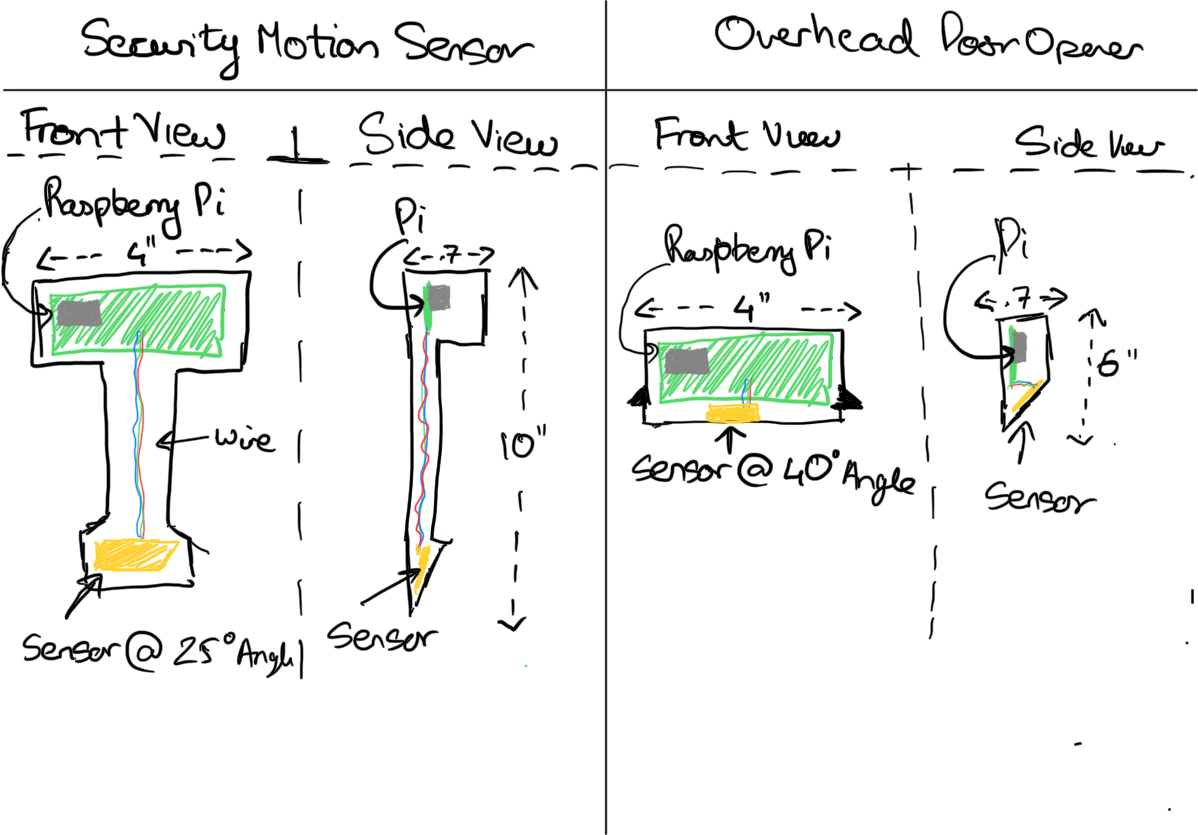 Security Motion Sensor
Front View
Side View
Raspberry Pi
4"
Pi
.7
wire
10"
Sensor @ 25° Angle
Sensor
Overhead Door Opener
Front View
Side View
Raspberry Pi
4"
Pi
.7
6"
Sensor @ 40° Angle
Sensor